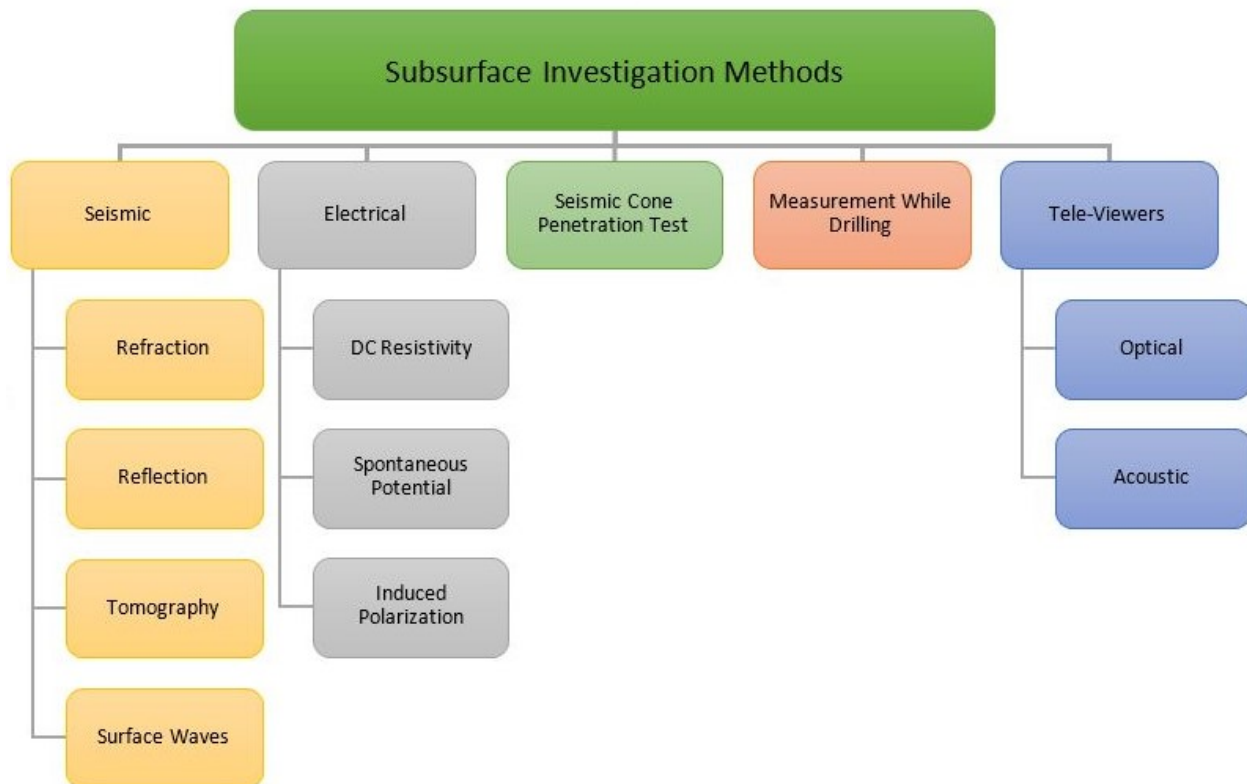 Subsurface Investigation Methods
Seismic
Electrical
Seismic Cone
Penetration Test
Measurement While
Drilling
Tele-Viewers
Refraction
Reflection
Tomography
Surface Waves
DC Resistivity
Spontaneous
Potential
Induced
Polarization
Optical
Acoustic